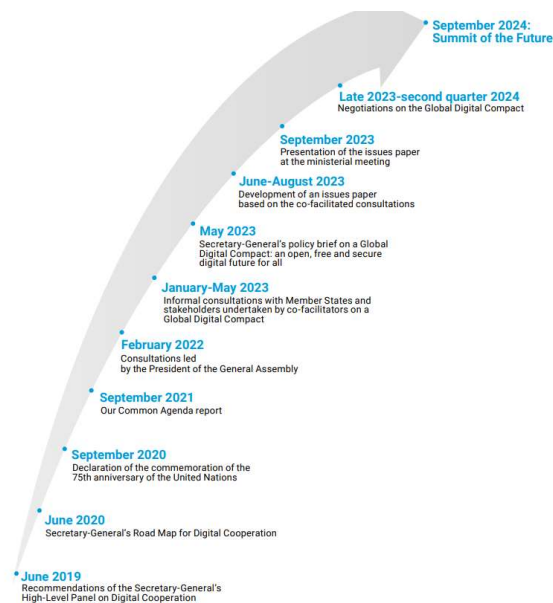 September 2024:
Summit of the Future
Late 2023-second quarter 2024
Negotiations on the Global Digital Compact
September 2023
Presentation of the issues paper
at the ministerial meeting
June-August 2023
Development of an issues paper
based on the co-facilitated consultations
May 2023
Secretary-General's policy brief on a Global
Digital Compact: an open, free and secure
digital future for all
January-May 2023
Informal consultations with Member States and
stakeholders undertaken by co-facilitators on a
Global Digital Compact
February 2022
Consultations led
by the President of the General Assembly
September 2021
Our Common Agenda report
September 2020
Declaration of the commemoration of the
75th anniversary of the United Nations
June 2020
Secretary-General's Road Map for Digital Cooperation
June 2019
Recommendations of the Secretary-General's
High-Level Panel on Digital Cooperation